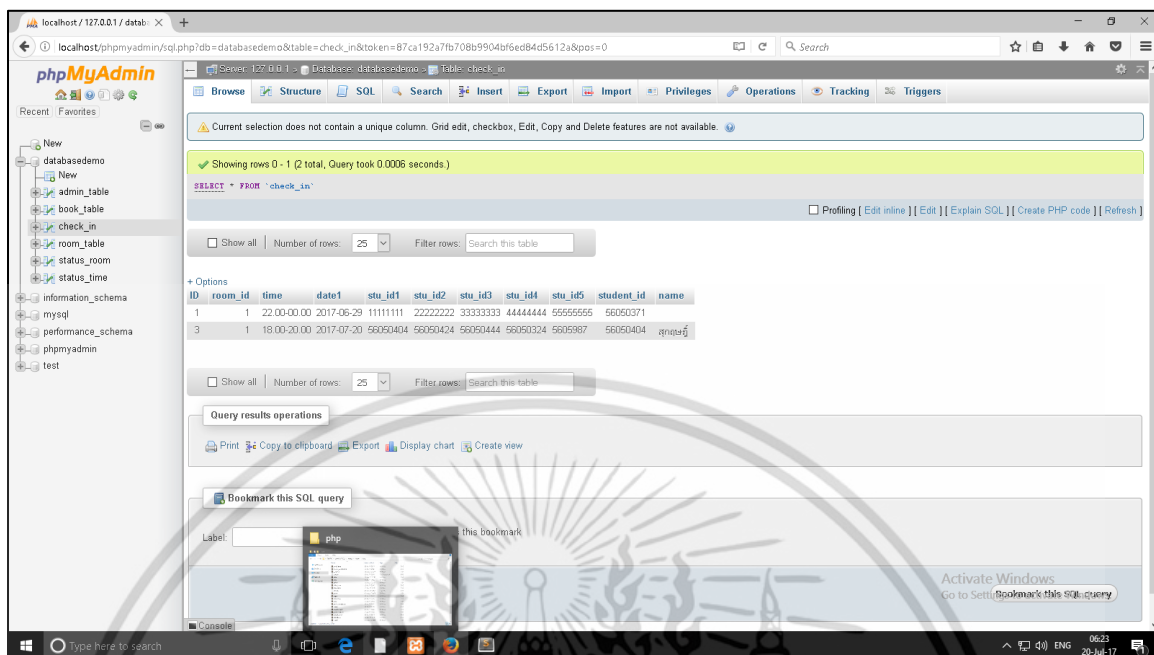 localhost / 127.0.0.1 / datab
localhost/phpmyadmin/sql.php?db=databasedemo&table=check_in&token=87ca192a7fb708b9904bf6ed84d5612a&pos=0
Search
phpMyAdmin
Recent Favorites
New
databasedemo
New
admin_table
book_table
check_in
room_table
status_room
status_time
information_schema
mysql
performance_schema
phpmyadmin
test
Server: 127.0.0.1 » Database: databasedemo » Table: check_in
Browse Structure SQL Search Insert Export Import Privileges Operations Tracking Triggers
Current selection does not contain a unique column. Grid edit, checkbox, Edit, Copy and Delete features are not available.
Showing rows 0 - 1 (2 total, Query took 0.0006 seconds.)
SELECT * FROM `check_in`
Profiling [ Edit inline ] [ Edit ] [ Explain SQL ] [ Create PHP code ] [ Refresh ]
Show all Number of rows: 25 Filter rows: Search this table
+ Options
ID room_id time date1 stu_id1 stu_id2 stu_id3 stu_id4 stu_id5 student_id name
1 1 22.00-00.00 2017-06-29 11111111 22222222 33333333 44444444 55555555 56050371
3 1 18.00-20.00 2017-07-20 56050404 56050424 56050444 56050324 5605987 56050404
Show all Number of rows: 25 Filter rows: Search this table
Query results operations
Print Copy to clipboard Export Display chart Create view
Bookmark this SQL query
Label: this bookmark
php
Activate Windows
Go to Setti
Bookmark this SQL query
Console
Type here to search
ENG 06:23
20-Jul-17